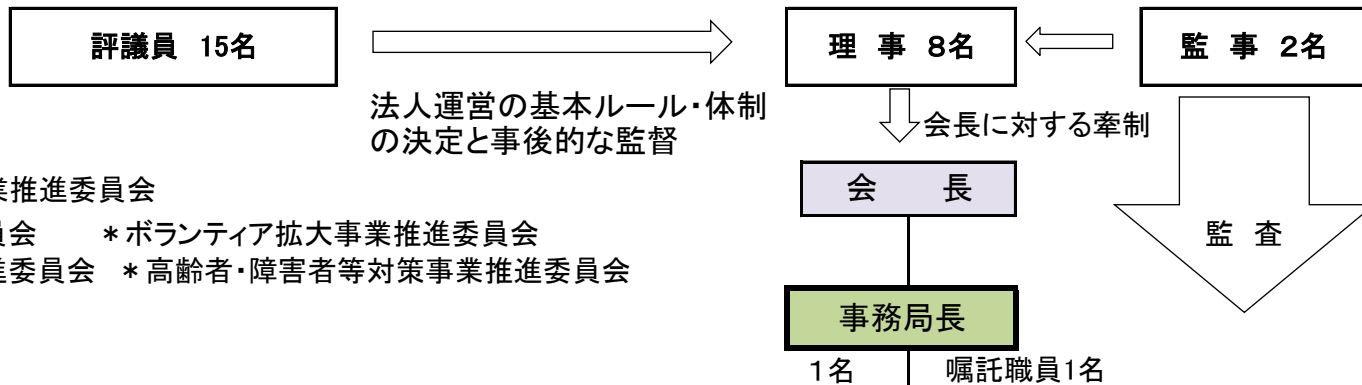 評議員 15名
理 事 8名
監 事 2名
法人運営の基本ルール・体制
の決定と事後的な監督
会長に対する牽制
業推進委員会
会 長
員会 *ボランティア拡大事業推進委員会
監 査
進委員会 *高齢者・障害者等対策事業推進委員会
事務局長
1名 嘱託職員1名